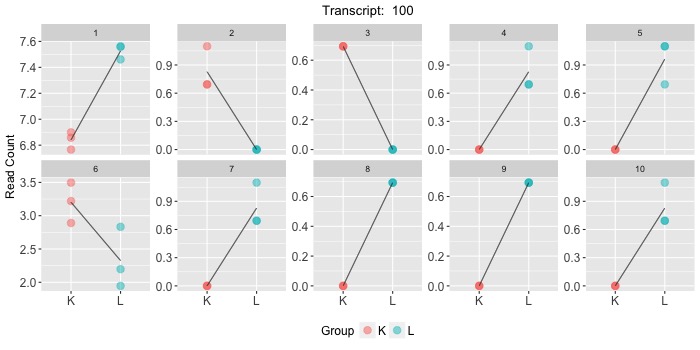 Transcript: 100
1 2 3 4 5
Read Count
7.6 7.4 7.2 7.0 6.8
0.9 0.6 0.3 0.0
0.6 0.4 0.2 0.0
0.9 0.6 0.3 0.0
0.9 0.6 0.3 0.0
6 7 8 9 10
3.5 3.0 2.5 2.0
0.9 0.6 0.3 0.0
0.6 0.4 0.2 0.0
0.6 0.4 0.2 0.0
0.9 0.6 0.3 0.0
K L K L K L K L K L
Group K L